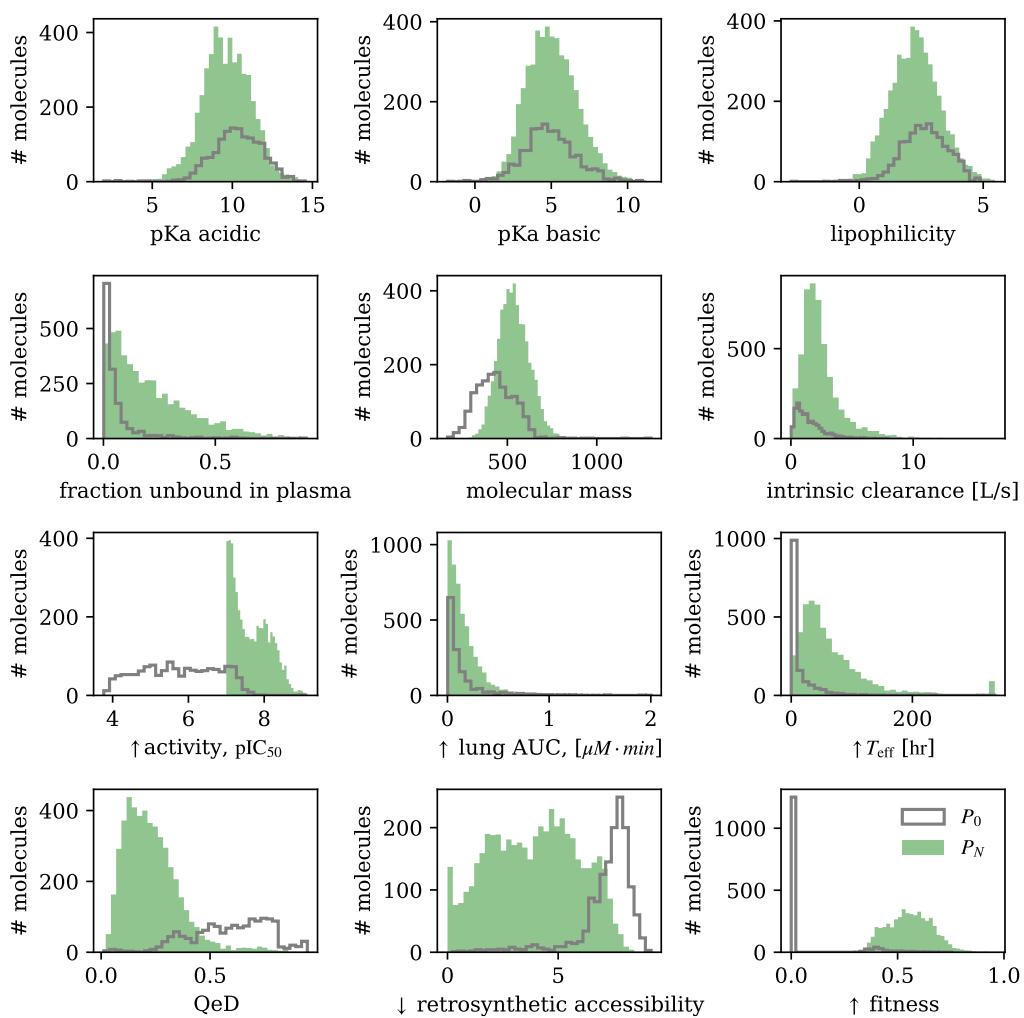 # molecules
400
200
0
5
10
15
pKa acidic
# molecules
400
200
0
0
5
10
pKa basic
# molecules
400
200
0
0
5
lipophilicity
# molecules
500
250
0
0.0
0.5
fraction unbound in plasma
# molecules
400
200
0
500
1000
molecular mass
# molecules
500
0
0
10
intrinsic clearance [L/s]
# molecules
400
200
0
4
6
8
↑activity, pIC₅₀
# molecules
1000
500
0
0
1
2
↑ lung AUC, [μM · min]
# molecules
1000
500
0
0
200
↑T_eff [hr]
# molecules
400
200
0
0.0
0.5
QeD
# molecules
200
100
0
0
5
↓ retrosynthetic accessibility
# molecules
1000
500
0
0.0
0.5
1.0
P₀
P_N
↑ fitness